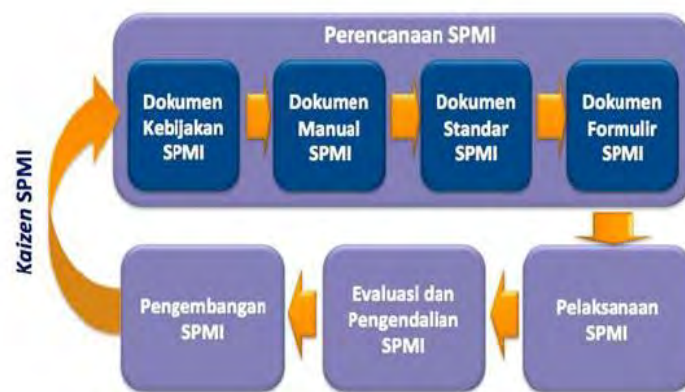 Perencanaan SPMI
Dokumen
Kebijakan
SPMI
Dokumen
Manual
SPMI
Dokumen
Standar
SPMI
Dokumen
Formulir
SPMI
Kaizen SPMI
Pengembangan
SPMI
Evaluasi dan
Pengendalian
SPMI
Pelaksanaan
SPMI